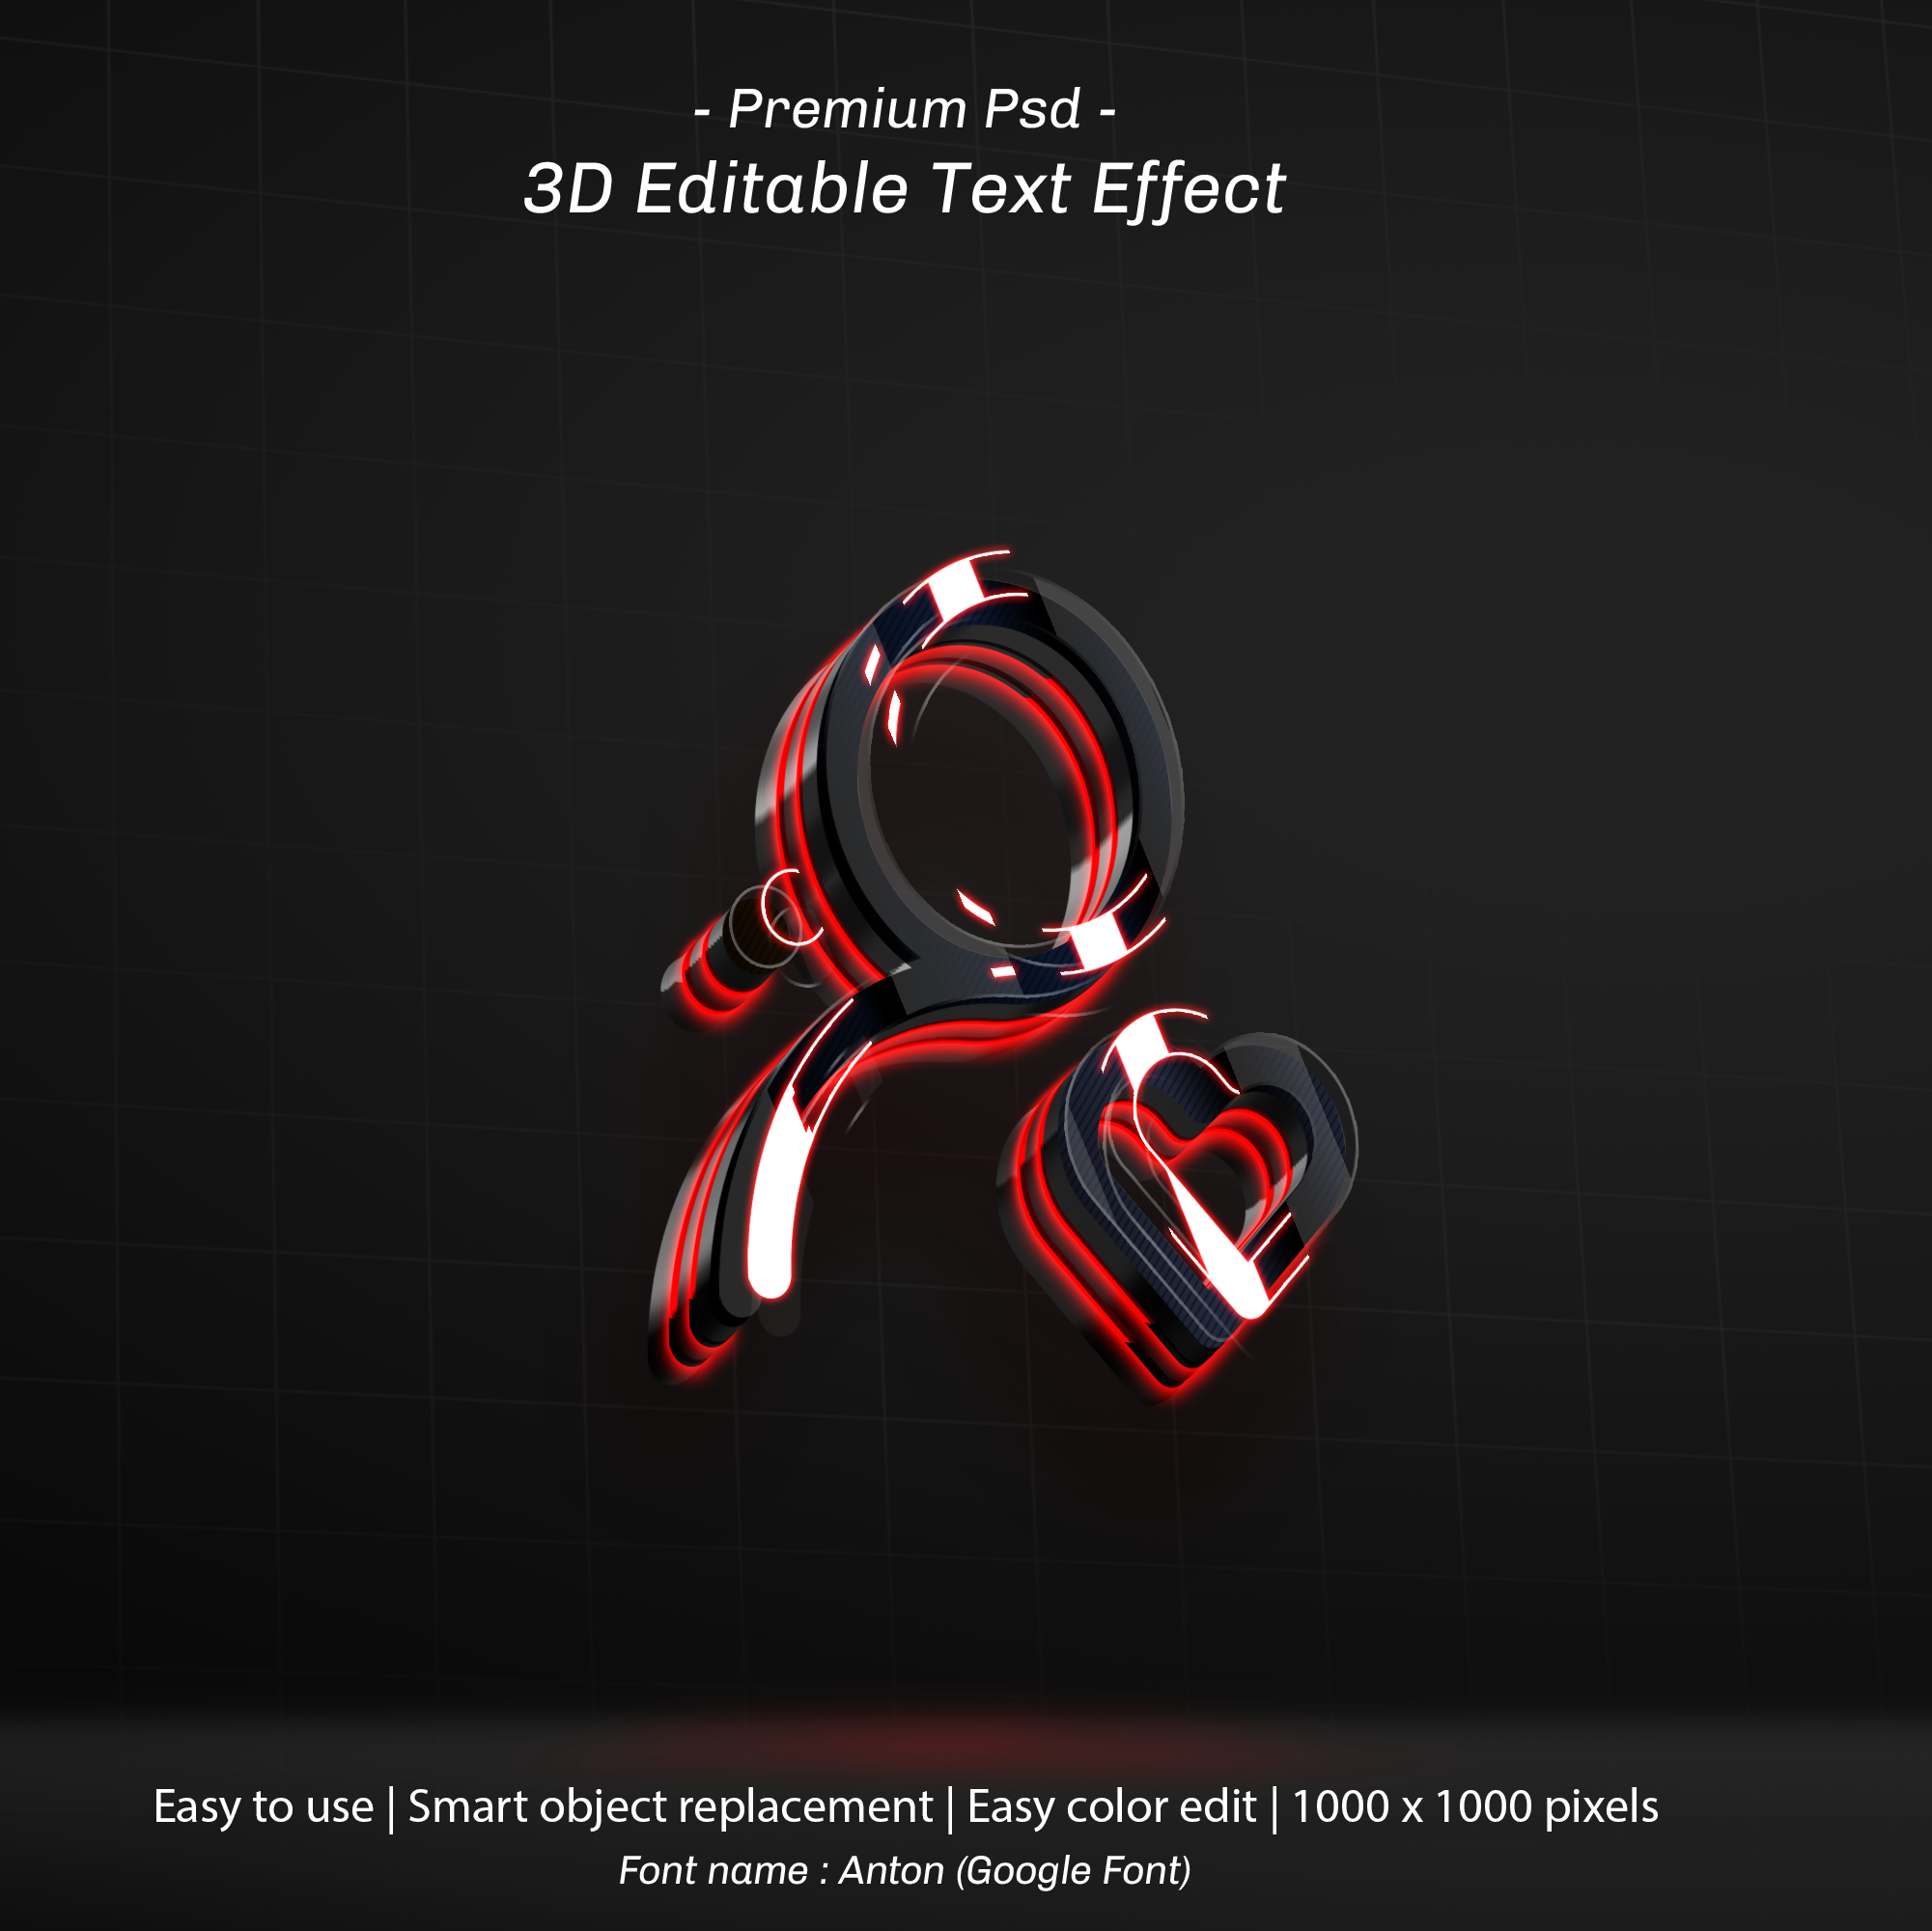 - Premium Psd -
3D Editable Text Effect
Easy to use | Smart object replacement | Easy color edit | 1000 x 1000 pixels
Font name : Anton (Google Font)